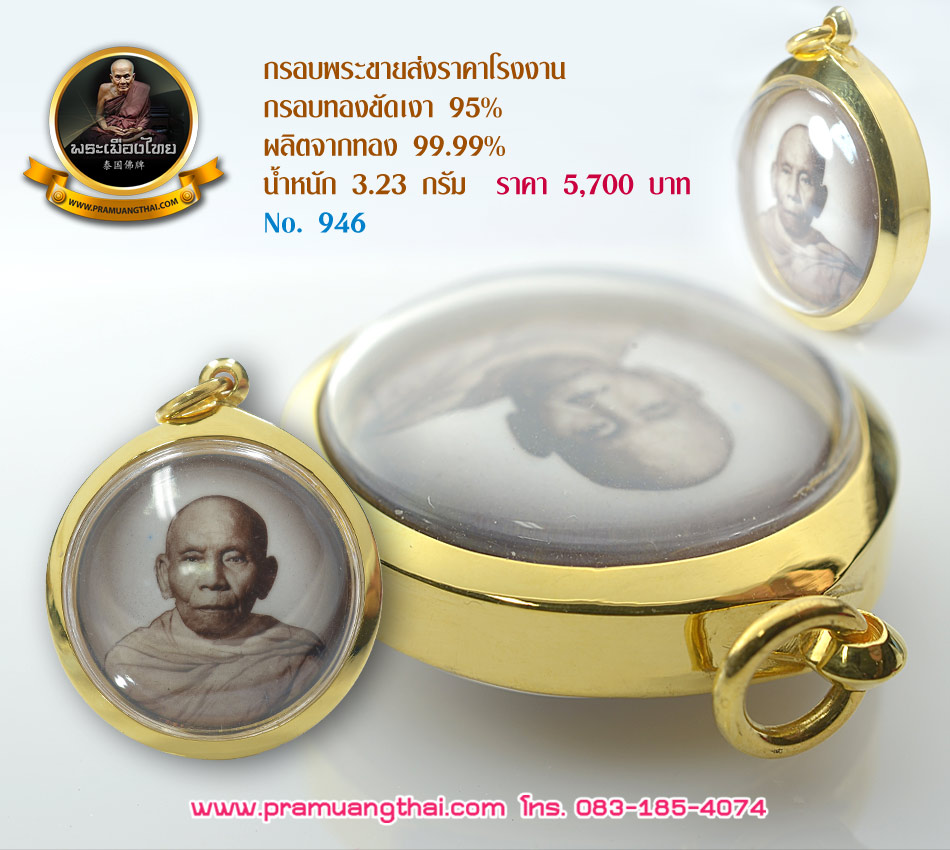 กรอบพระขายส่งราคาโรงงาน
กรอบทองขัดเงา 95%
ผลิตจากทอง 99.99%
น้ำหนัก 3.23 กรัม ราคา 5,700 บาท
No. 946
พระเมืองไทย
泰国佛牌
WWW.PRAMUANGTHAI.COM
www.pramuangthai.com โทร. 083-185-4074